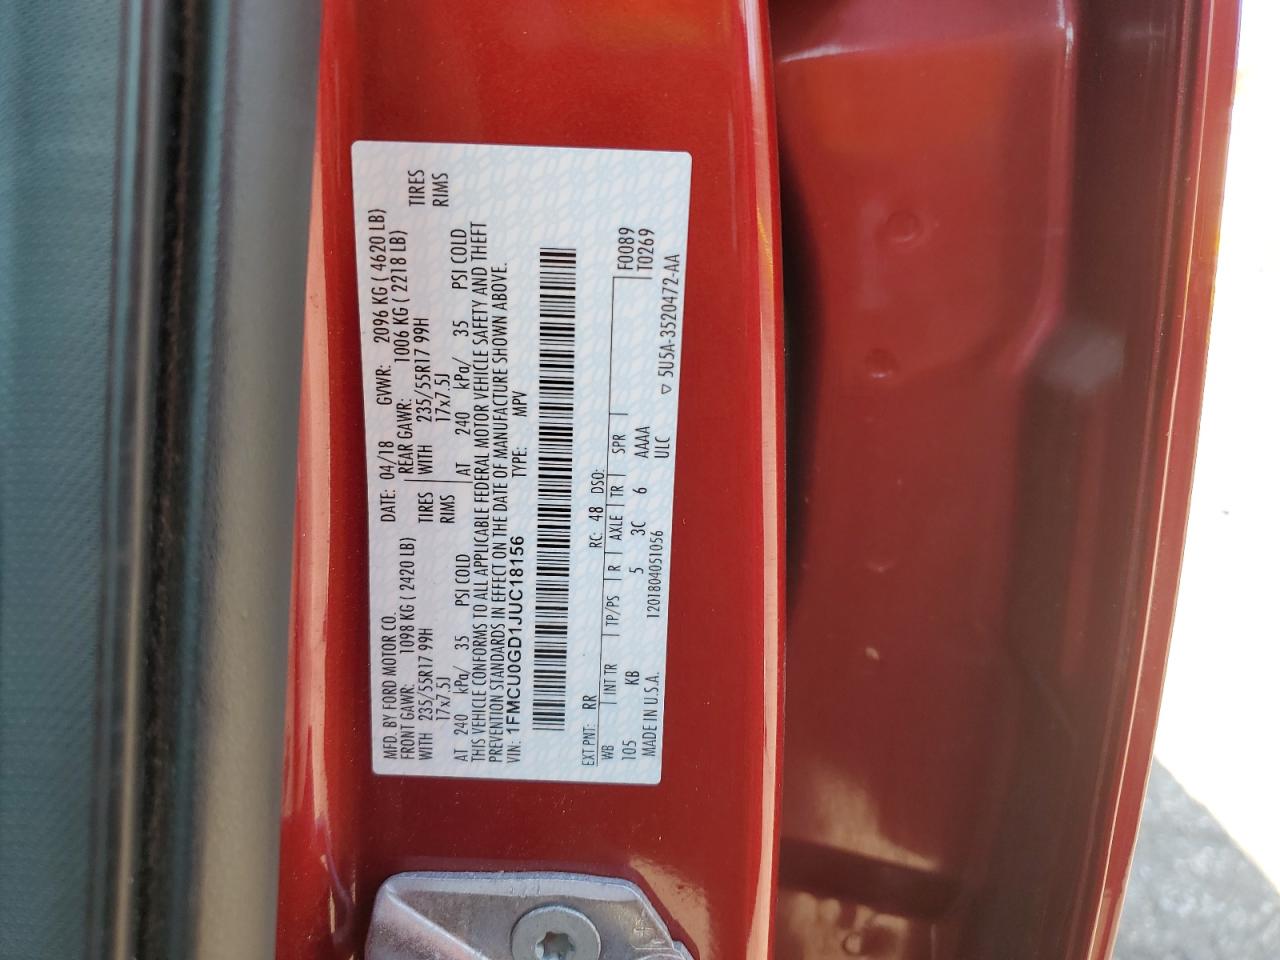 MFD. BY FORD MOTOR CO.
DATE: 04/18 GVWR: 2096 KG ( 4620 LB)
FRONT GAWR: 1098 KG ( 2420 LB) REAR GAWR: 1006 KG ( 2218 LB)
WITH 235/55R17 99H TIRES WITH 235/55R17 99H TIRES
17x7.5J RIMS 17x7.5J RIMS
AT 240 kPa/ 35 PSI COLD AT 240 kPa/ 35 PSI COLD
THIS VEHICLE CONFORMS TO ALL APPLICABLE FEDERAL MOTOR VEHICLE SAFETY AND THEFT
PREVENTION STANDARDS IN EFFECT ON THE DATE OF MANUFACTURE SHOWN ABOVE.
VIN: 1FMCU0GD1JUC18156 TYPE: MPV
EXT PNT: RR RC: 48 DSO: F0089
WB INT TR TP/PS R AXLE TR SPR T0269
105 KB 5 3C 6 AAAA
MADE IN U.S.A. 1201804051056 ULC ▽ 5U5A-3520472-AA